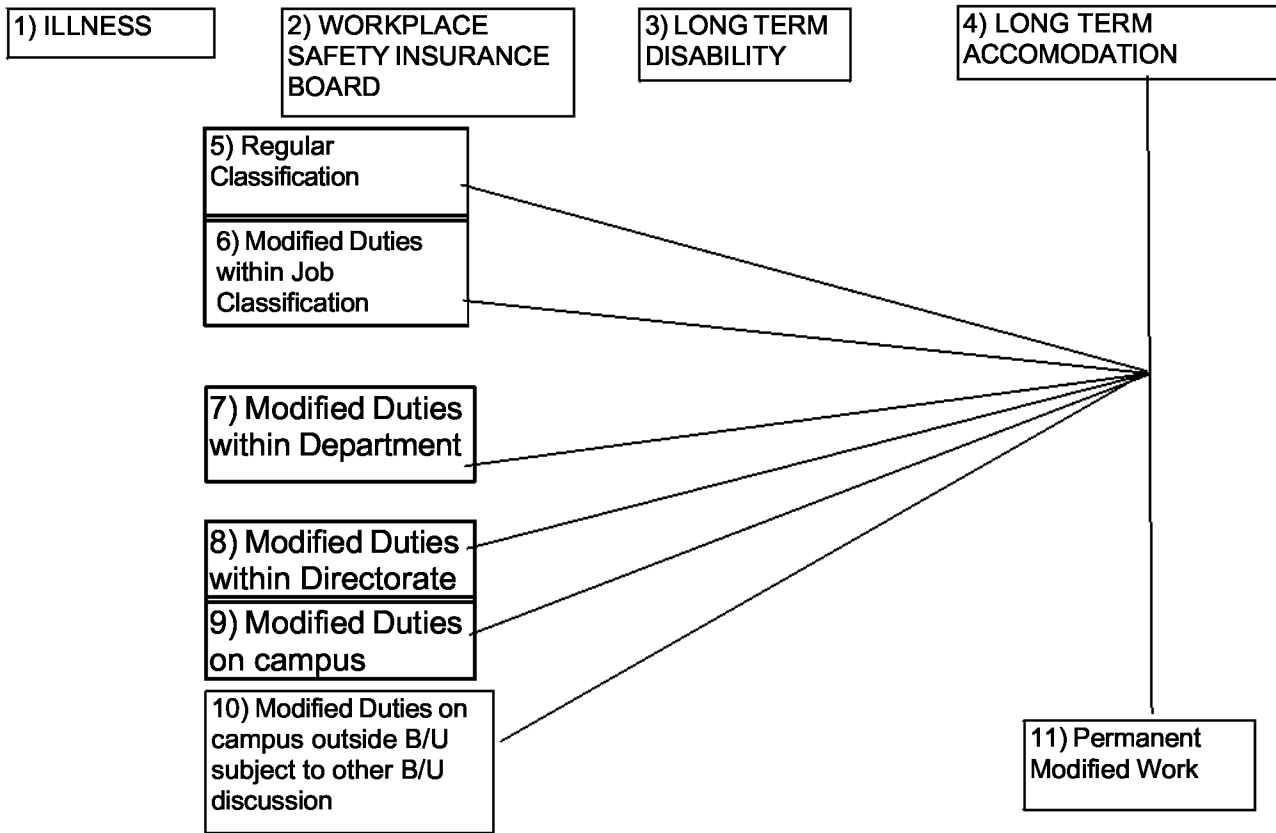 1) ILLNESS
2) WORKPLACE
SAFETY INSURANCE
BOARD
3) LONG TERM
DISABILITY
4) LONG TERM
ACCOMODATION
5) Regular
Classification
6) Modified Duties
within Job
Classification
7) Modified Duties
within Department
8) Modified Duties
within Directorate
9) Modified Duties
on campus
10) Modified Duties on
campus outside B/U
subject to other B/U
discussion
11) Permanent
Modified Work